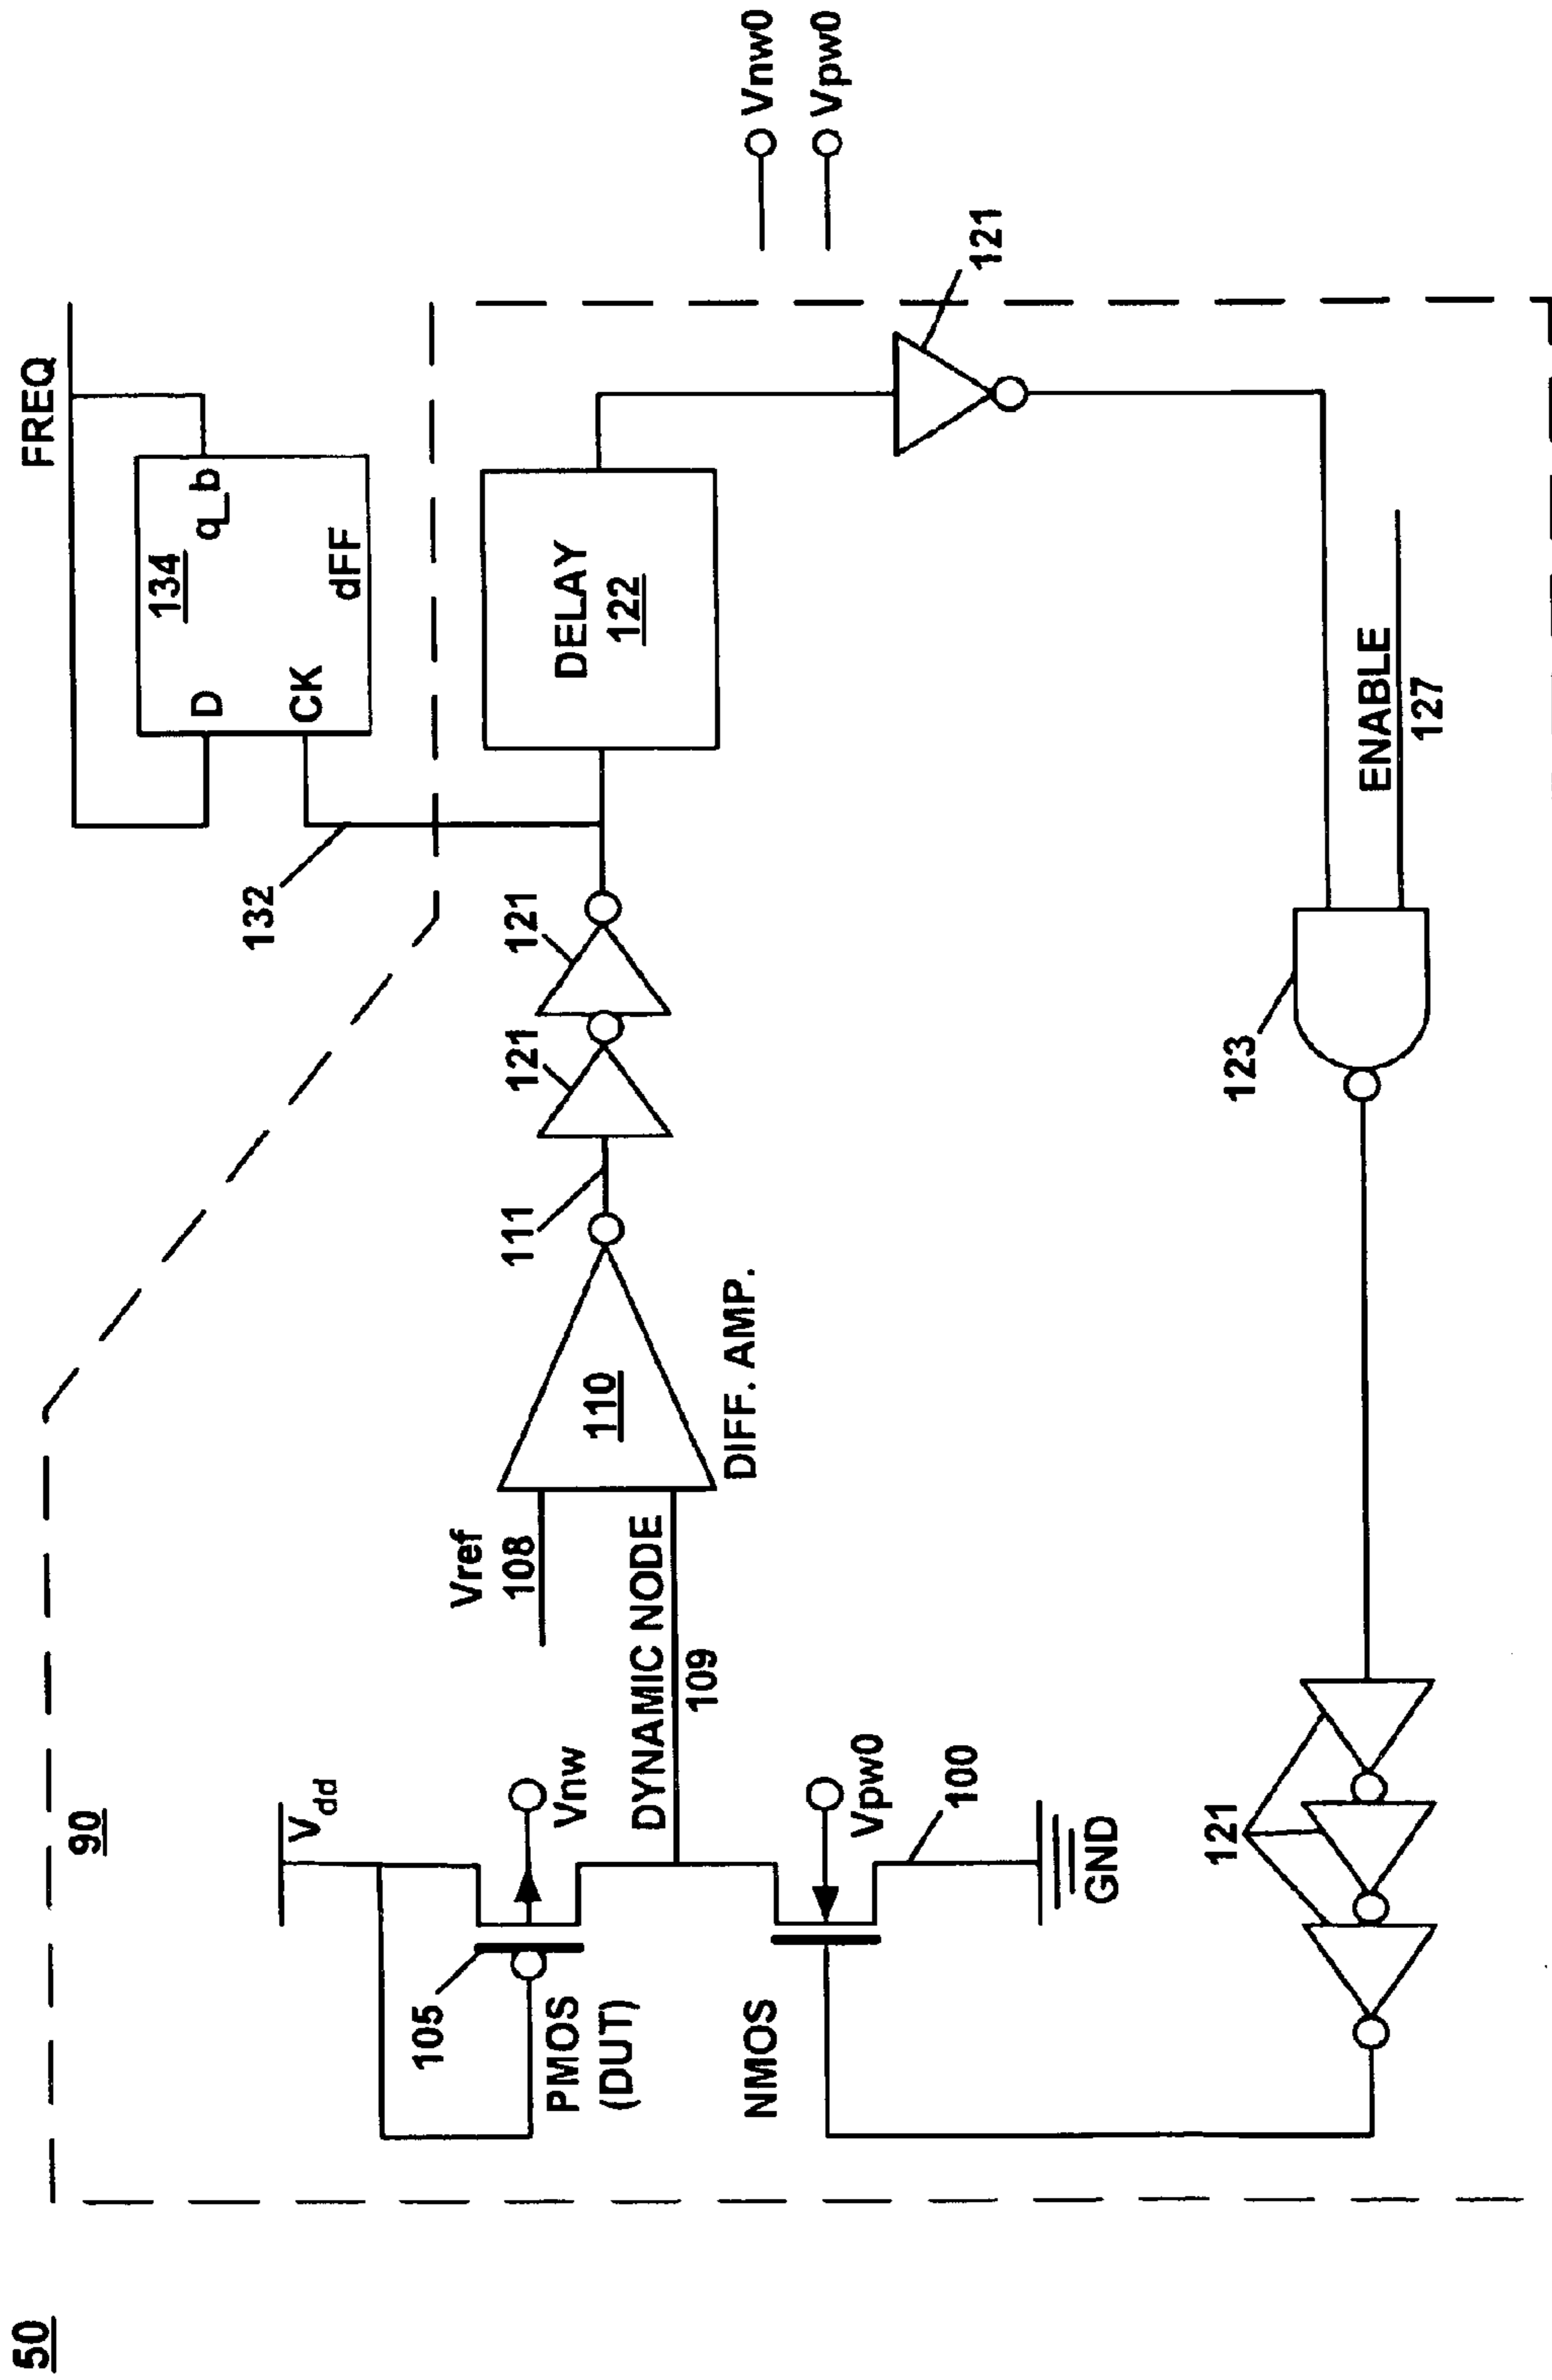 50
90
FREQ
134
q_b
D
CK
dFF
132
Vdd
105
PMOS
(DUT)
Vnw
Vref
108
DYNAMIC NODE
109
110
DIFF. AMP.
111
121
121
DELAY
122
Vnw0
Vpw0
121
NMOS
Vpw0
100
GND
121
123
ENABLE
127